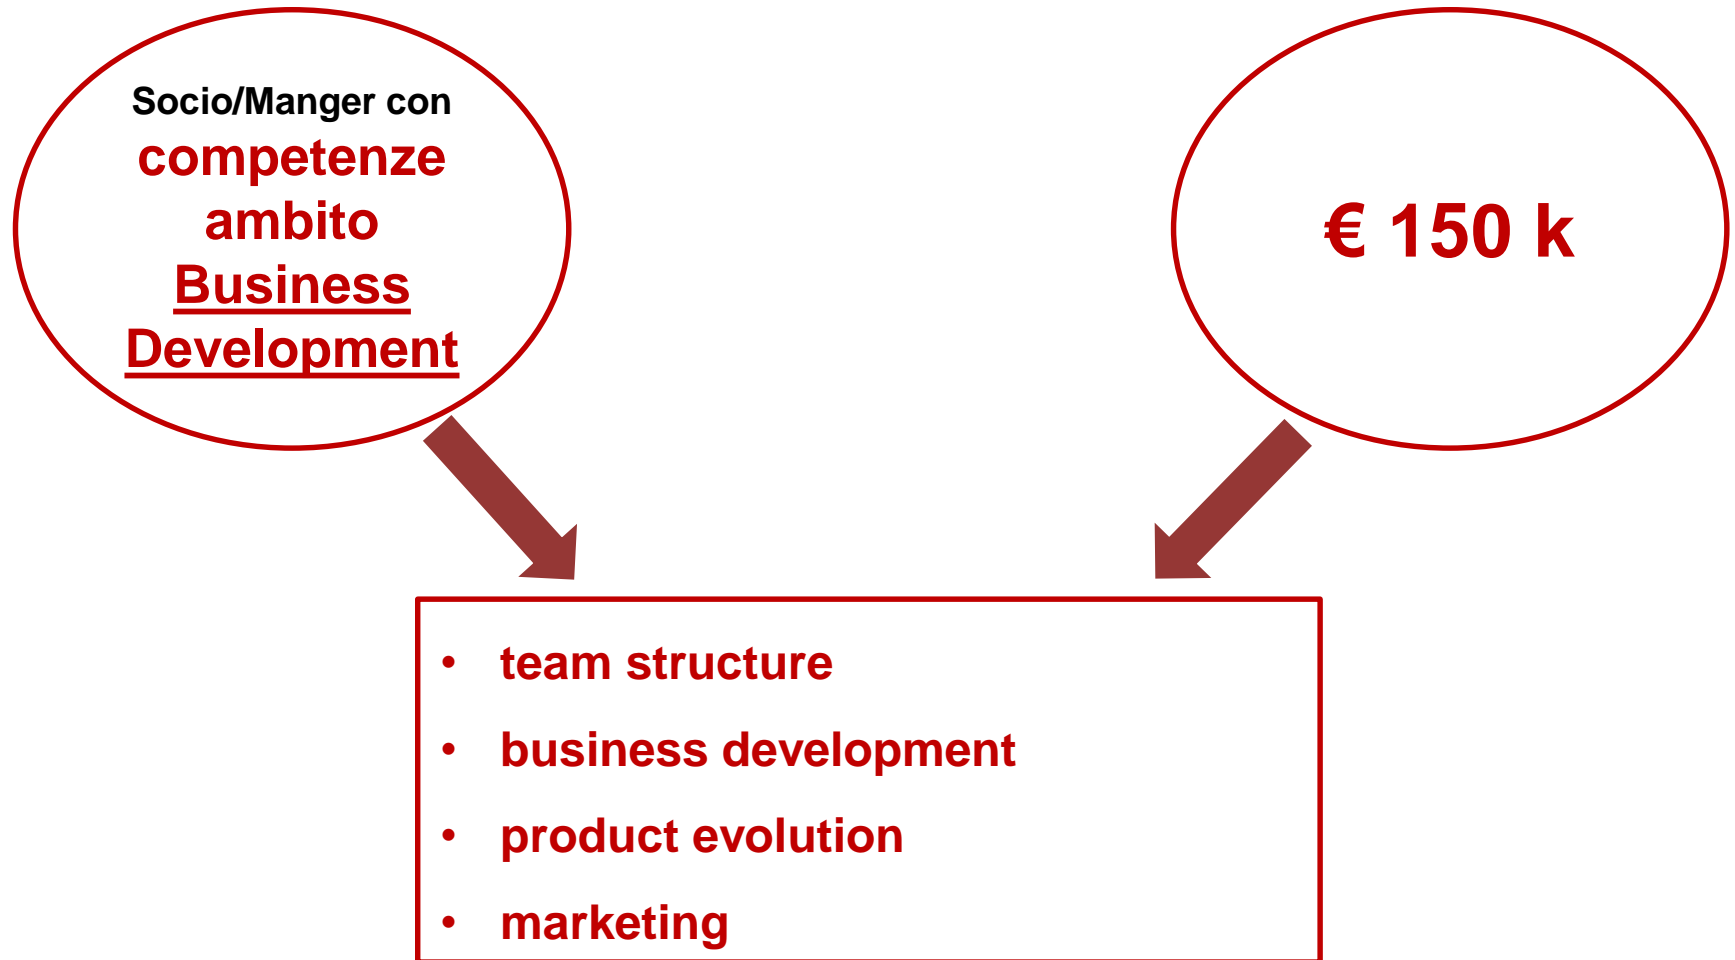 Socio/Manger con
competenze
ambito
Business
Development
€ 150 k
• team structure
• business development
• product evolution
• marketing